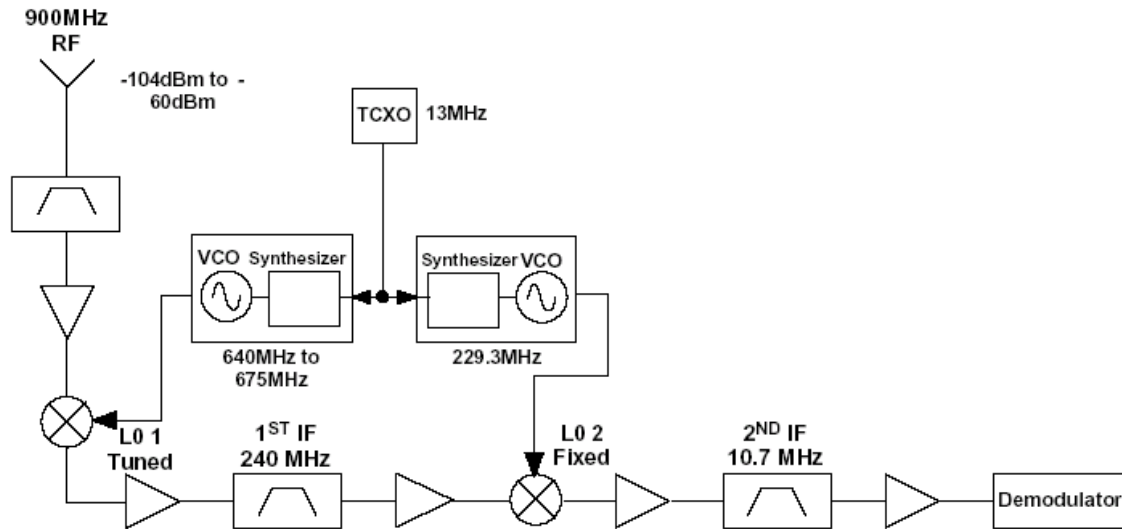 900MHz
RF
-104dBm to -
60dBm
TCXO
13MHz
VCO
Synthesizer
Synthesizer
VCO
640MHz to
675MHz
229.3MHz
L0 1
Tuned
1ST IF
240 MHz
L0 2
Fixed
2ND IF
10.7 MHz
Demodulator